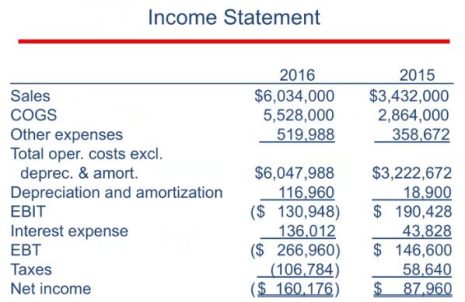 Income Statement
2016 2015
Sales $6,034,000 $3,432,000
COGS 5,528,000 2,864,000
Other expenses 519,988 358,672
Total oper. costs excl.
deprec. & amort. $6,047,988 $3,222,672
Depreciation and amortization 116,960 18,900
EBIT ($ 130,948) $ 190,428
Interest expense 136,012 43,828
EBT ($ 266,960) $ 146,600
Taxes (106,784) 58,640
Net income ($ 160,176) $ 87,960